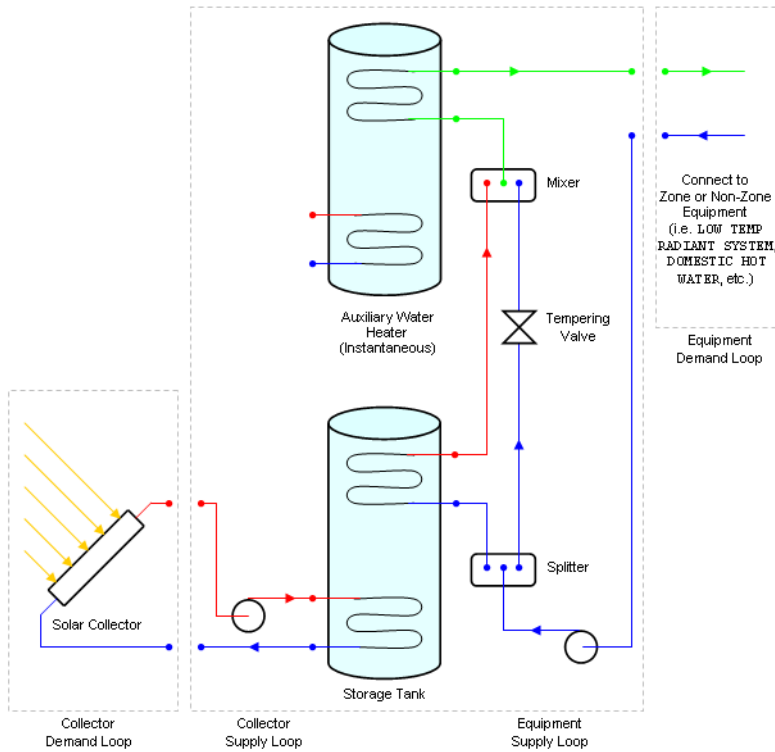 Mixer
Connect to
Zone or Non-Zone
Equipment
(i.e. LOW TEMP
RADIANT SYSTEM,
DOMESTIC HOT
WATER, etc.)
Auxiliary Water
Heater
(Instantaneous)
Tempering
Valve
Equipment
Demand Loop
Splitter
Solar Collector
Storage Tank
Collector
Demand Loop
Collector
Supply Loop
Equipment
Supply Loop